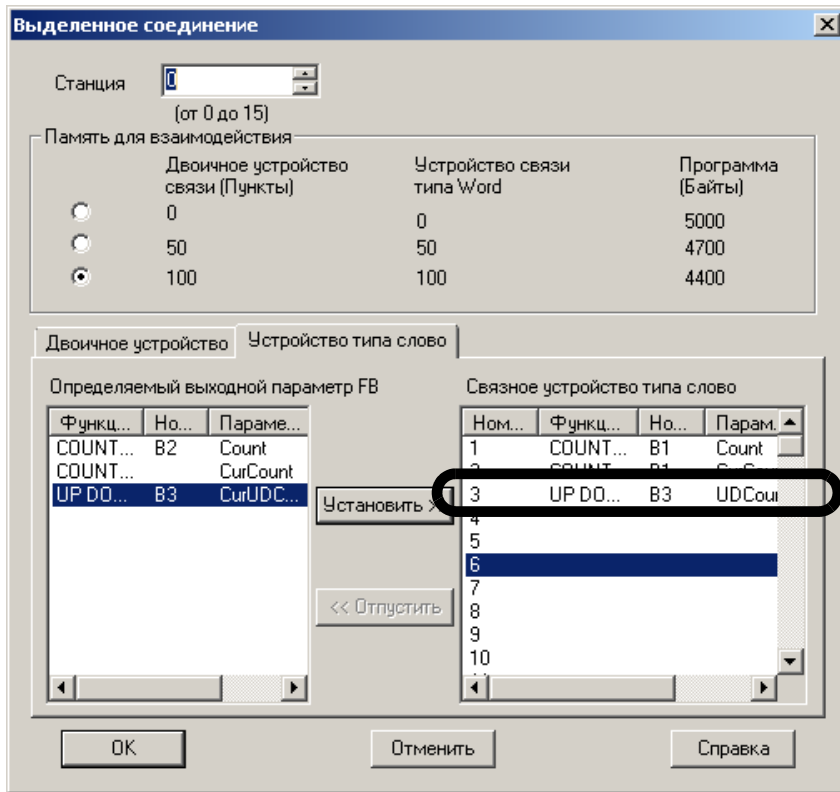 Выделенное соединение
Станция 0
(от 0 до 15)
Память для взаимодействия
Двоичное устройство связи (Пункты) Устройство связи типа Word Программа (Байты)
0 0 5000
50 50 4700
100 100 4400
Двоичное устройство Устройство типа слово
Определяемый выходной параметр FB Связное устройство типа слово
Функц... Но... Параме... Ном... Функц... Но... Парам.
COUNT... B2 Count 1 COUNT... B1 Count
COUNT... CurCount 2 COUNT... B1
UP DO... B3 CurUDC... Установить 3 UP DO... B3 UDCou
4
5
6
7
<< Отпустить 8
9
10
OK Отменить Справка